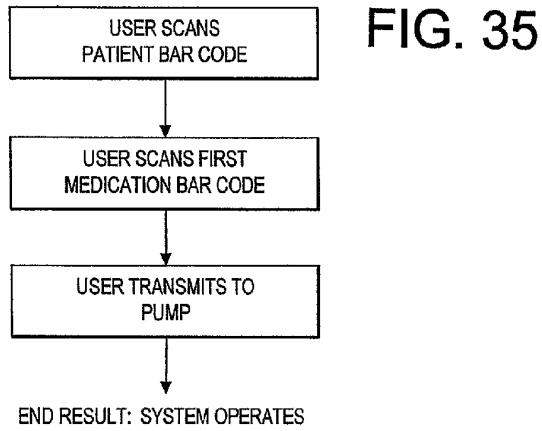 FIG. 35
USER SCANS
PATIENT BAR CODE
USER SCANS FIRST
MEDICATION BAR CODE
USER TRANSMITS TO
PUMP
END RESULT: SYSTEM OPERATES